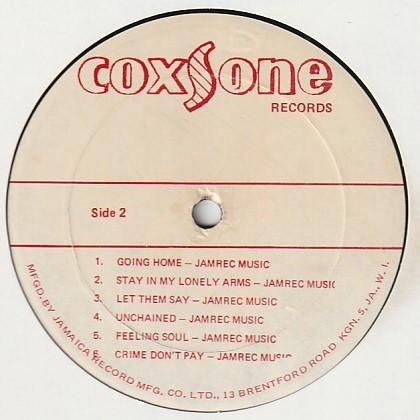 coxsone
RECORDS
Side 2
1. GOING HOME – JAMREC MUSIC
2. STAY IN MY LONELY ARMS – JAMREC MUSIC
3. LET THEM SAY – JAMREC MUSIC
4. UNCHAINED – JAMREC MUSIC
5. FEELING SOUL – JAMREC MUSIC
6. CRIME DON'T PAY – JAMREC MUSIC
MFGD. BY JAMAICA RECORD MFG. CO. LTD., 13 BRENTFORD ROAD KGN. 5, JA., W. I.